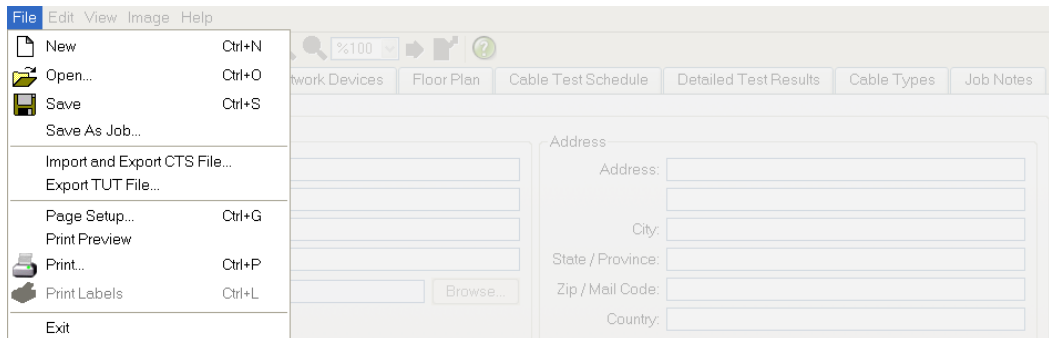 File Edit View Image Help
New Ctrl+N
%100
Open... Ctrl+O
Devices Floor Plan Cable Test Schedule Detailed Test Results Cable Types Job Notes
Save Ctrl+S
Save As Job...
Import and Export CTS File...
Export TUT File...
Page Setup... Ctrl+G
Print Preview
Print... Ctrl+P
Print Labels Ctrl+L
Exit
Browse...
Address
Address:
City:
State / Province:
Zip / Mail Code:
Country: